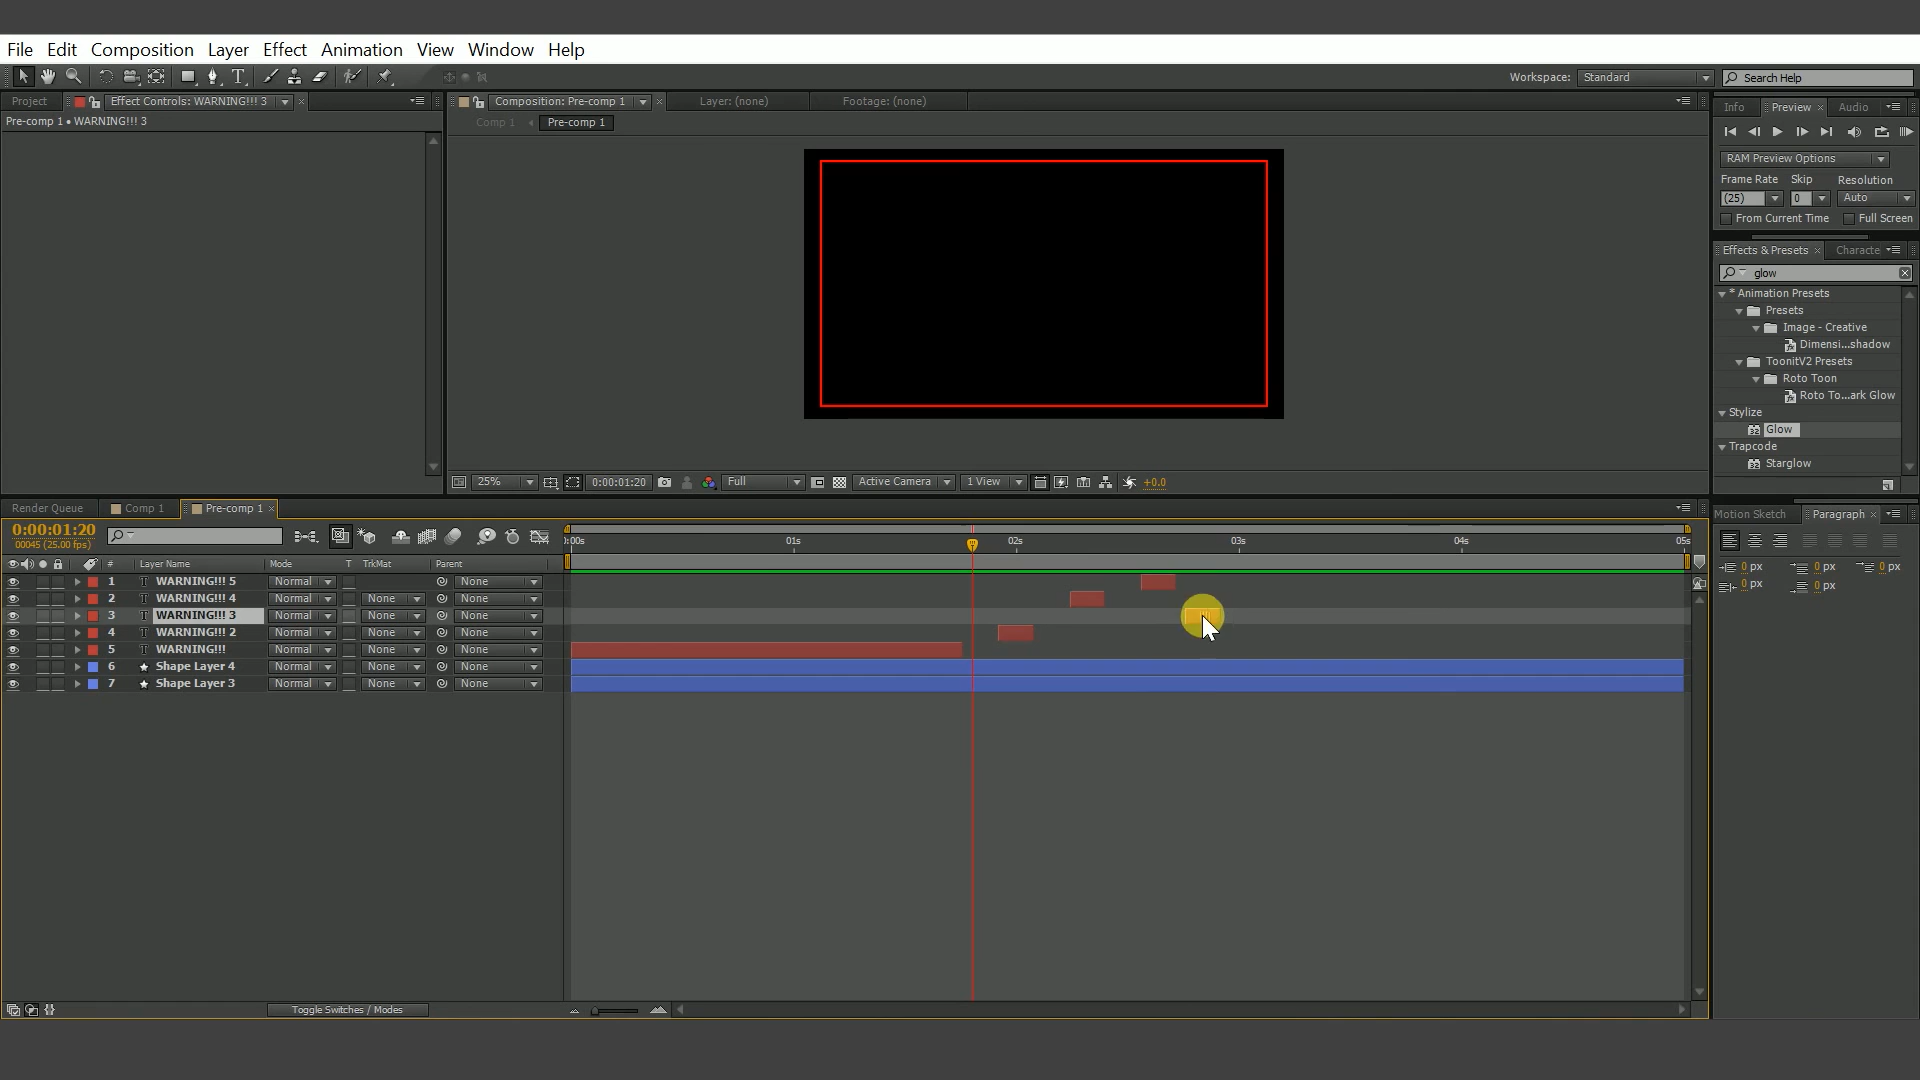 File Edit Composition Layer Effect Animation View Window Help
Workspace: Standard Search Help
Project Effect Controls: WARNING!!! 3
Composition: Pre-comp 1 Layer: (none) Footage: (none)
Info Preview Audio
Pre-comp 1 • WARNING!!! 3
Comp 1 Pre-comp 1
RAM Preview Options
Frame Rate Skip Resolution
(25) 0 Auto
From Current Time Full Screen
Effects & Presets Characte
glow
* Animation Presets
Presets
Image - Creative
Dimensi...shadow
ToonitV2 Presets
Roto Toon
Roto To...ark Glow
Stylize
Glow
Trapcode
Starglow
25% 0:00:01:20 Full Active Camera 1 View +0.0
Render Queue Comp 1 Pre-comp 1
Motion Sketch Paragraph
0:00:01:20
00045 (25.00 fps)
):00s 01s 02s 03s 04s 05s
# Layer Name Mode T TrkMat Parent
0 px 0 px 0 px
0 px 0 px
1 T WARNING!!! 5 Normal None
2 T WARNING!!! 4 Normal None None
3 T WARNING!!! 3 Normal None None
4 T WARNING!!! 2 Normal None None
5 T WARNING!!! Normal None None
6 Shape Layer 4 Normal None None
7 Shape Layer 3 Normal None None
Toggle Switches / Modes